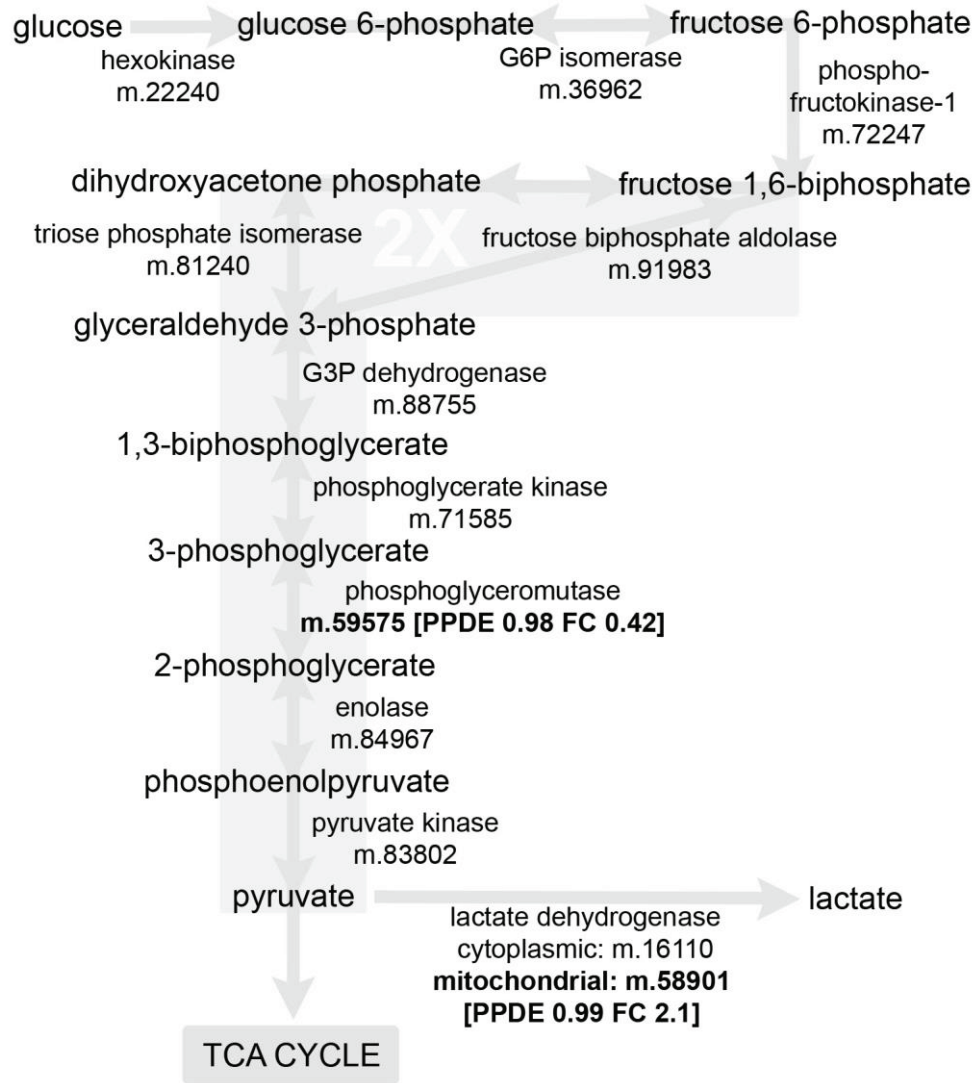 glucose
glucose 6-phosphate
fructose 6-phosphate
hexokinase
m.22240
G6P isomerase
m.36962
phospho-
fructokinase-1
m.72247
dihydroxyacetone phosphate
fructose 1,6-biphosphate
2X
triose phosphate isomerase
m.81240
fructose biphosphate aldolase
m.91983
glyceraldehyde 3-phosphate
G3P dehydrogenase
m.88755
1,3-biphosphoglycerate
phosphoglycerate kinase
m.71585
3-phosphoglycerate
phosphoglyceromutase
m.59575 [PPDE 0.98 FC 0.42]
2-phosphoglycerate
enolase
m.84967
phosphoenolpyruvate
pyruvate kinase
m.83802
pyruvate
lactate
lactate dehydrogenase
cytoplasmic: m.16110
mitochondrial: m.58901
[PPDE 0.99 FC 2.1]
TCA CYCLE